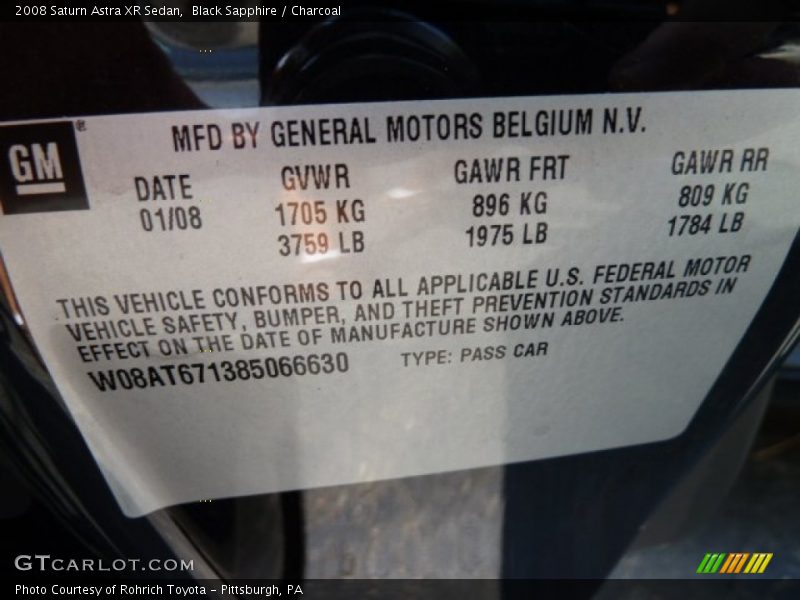 2008 Saturn Astra XR Sedan,  Black Sapphire / Charcoal
GM®
MFD BY GENERAL MOTORS BELGIUM N.V.
DATE GVWR GAWR FRT GAWR RR
01/08 1705 KG 896 KG 809 KG
3759 LB 1975 LB 1784 LB
THIS VEHICLE CONFORMS TO ALL APPLICABLE U.S. FEDERAL MOTOR
VEHICLE SAFETY, BUMPER, AND THEFT PREVENTION STANDARDS IN
EFFECT ON THE DATE OF MANUFACTURE SHOWN ABOVE.
W08AT671385066630 TYPE: PASS CAR
GTCARLOT.COM
Photo Courtesy of Rohrich Toyota – Pittsburgh, PA